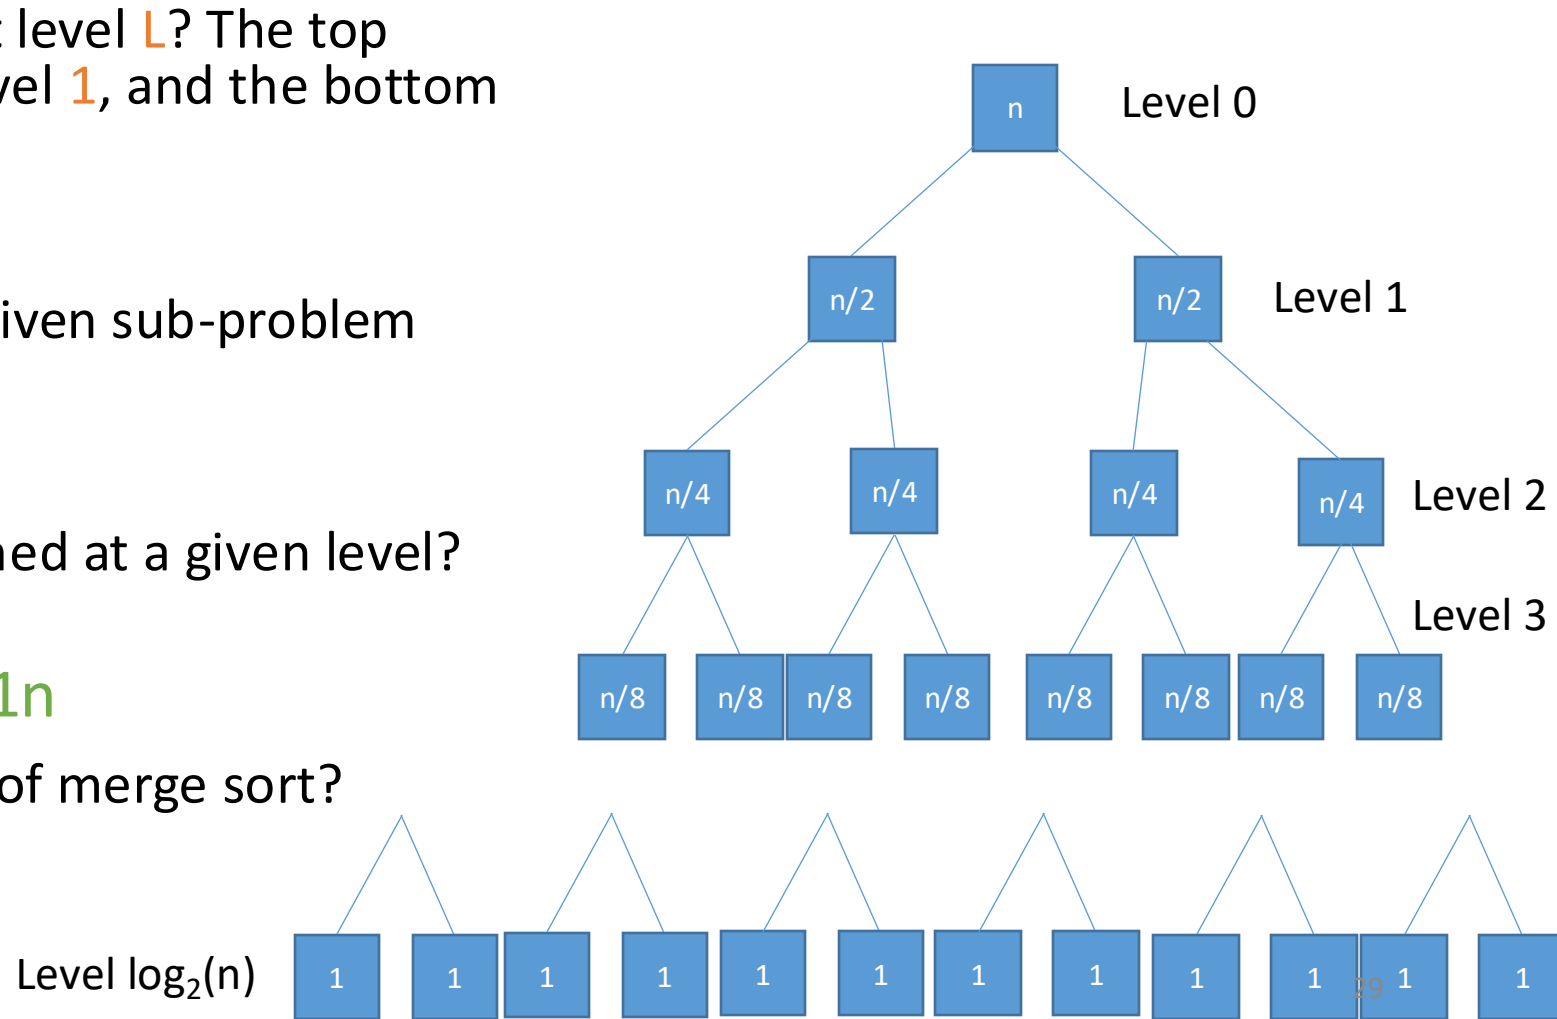 t level L? The top
vel 1, and the bottom
iven sub-problem
ned at a given level?
1n
of merge sort?
n Level 0
n/2 n/2 Level 1
n/4 n/4 n/4 n/4 Level 2
Level 3
n/8 n/8 n/8 n/8 n/8 n/8 n/8 n/8
Level log₂(n) 1 1 1 1 1 1 1 1 1 1 1 1
29